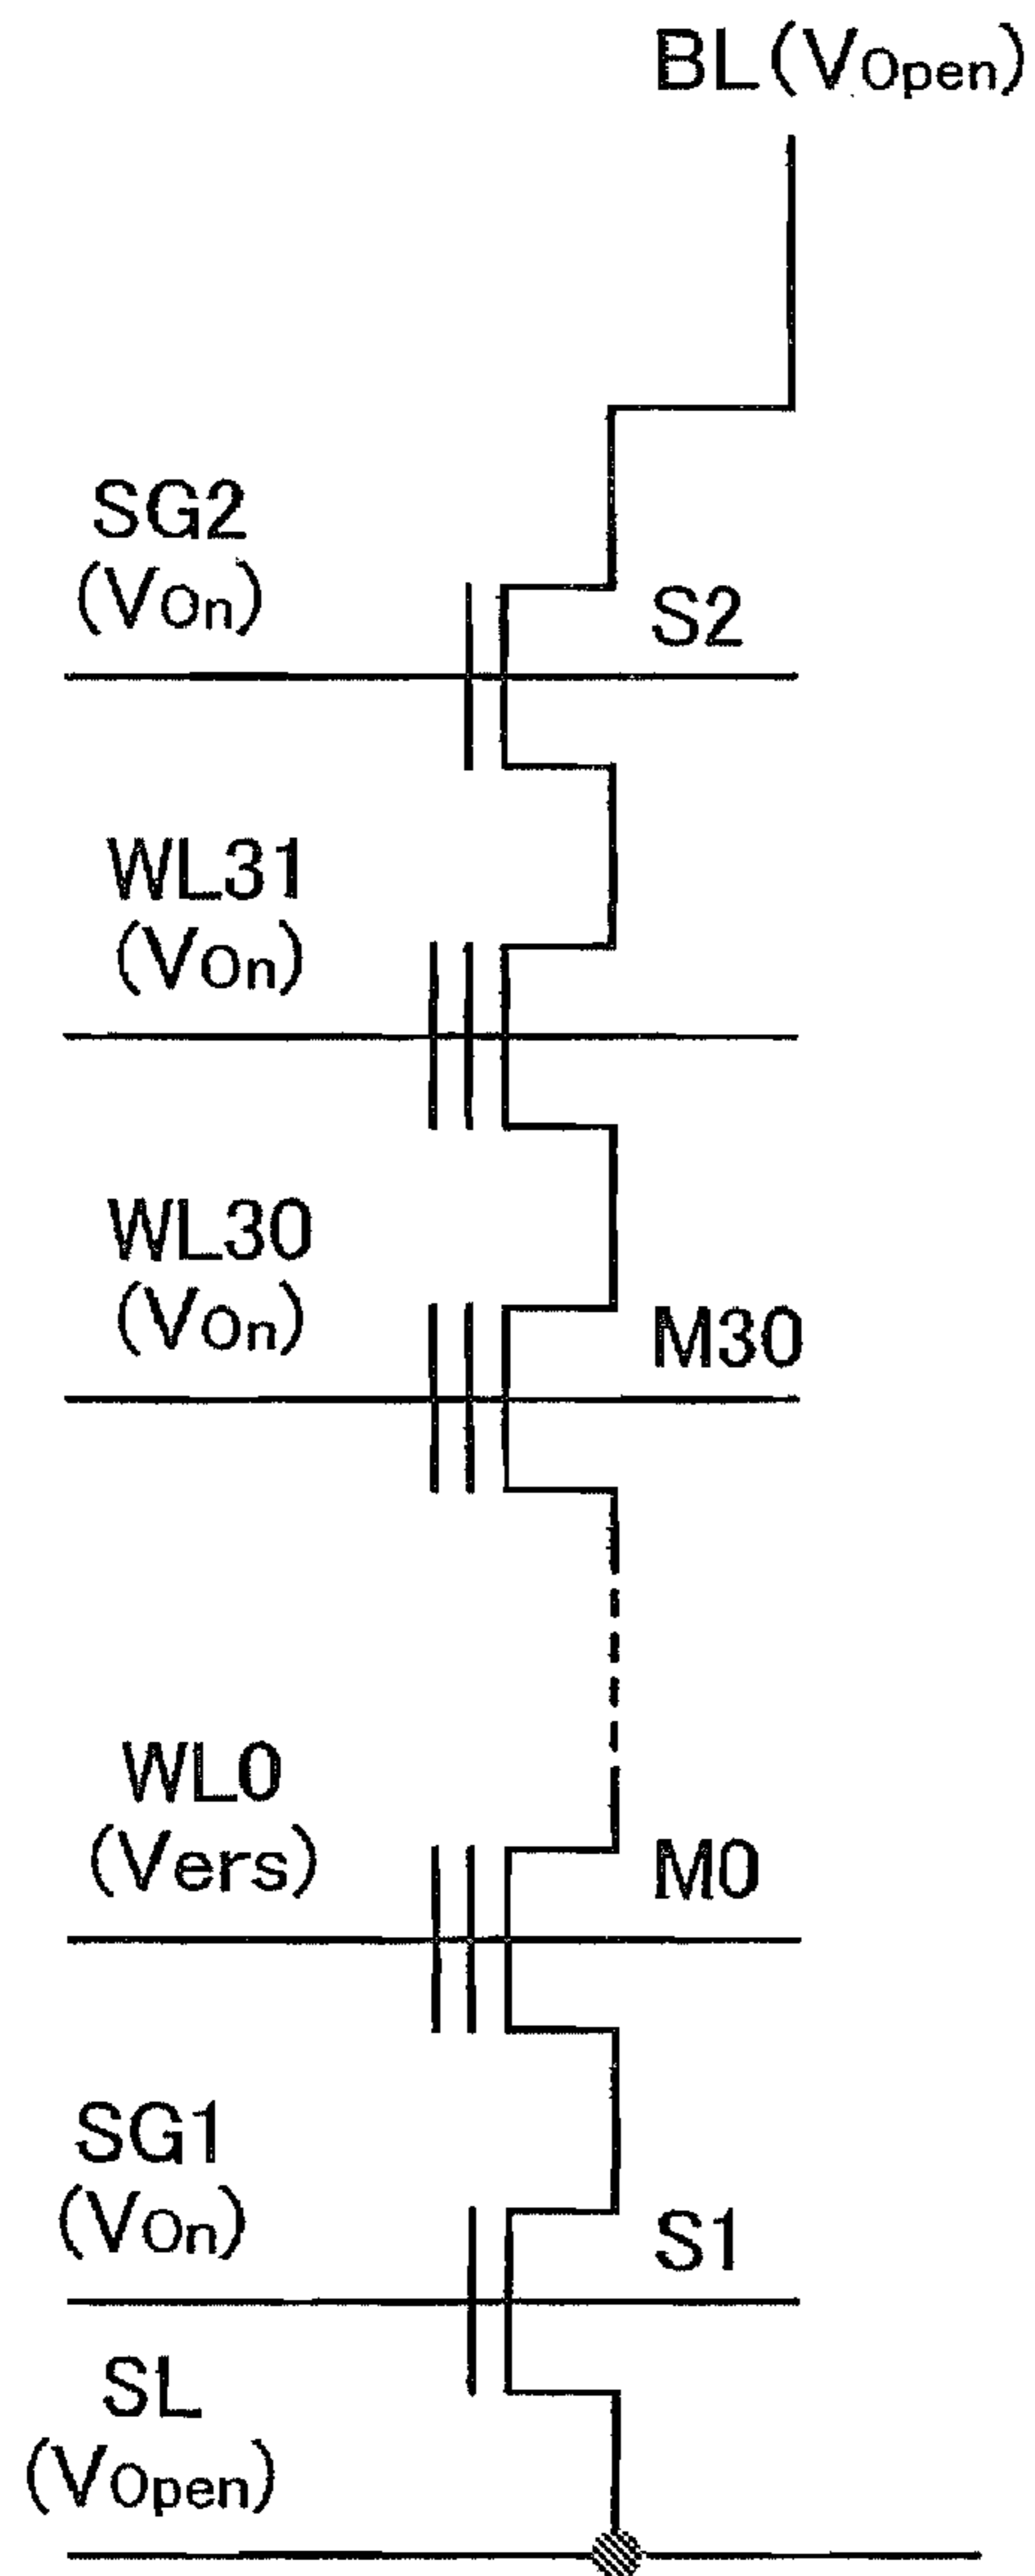 BL(VOpen)
SG2
(VOn)
S2
WL31
(VOn)
WL30
(VOn)
M30
WL0
(Vers)
M0
SG1
(VOn)
S1
SL
(VOpen)